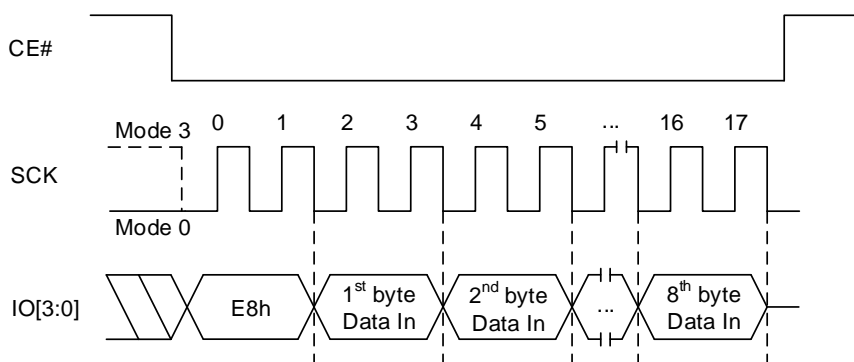 CE#
Mode 3
0 1 2 3 4 5 ... 16 17
SCK
Mode 0
IO[3:0]
E8h
1st byte
Data In
2nd byte
Data In
...
8th byte
Data In